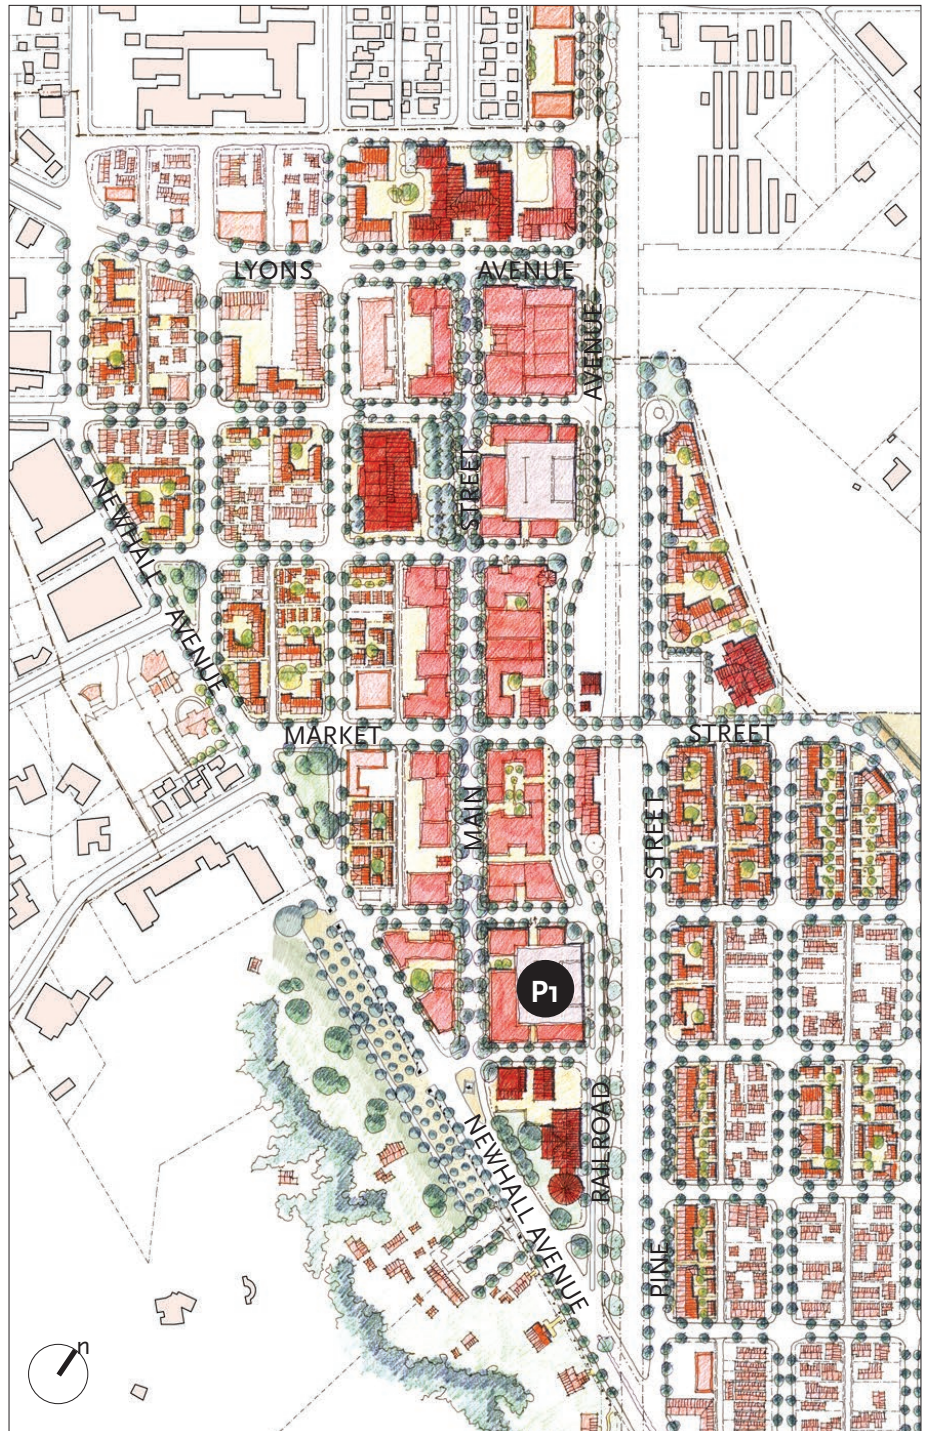 LYONS AVENUE
AVENUE
STREET
NEWHALL
AVENUE
MARKET STREET
MAIN
STREET
P1
RAILROAD
NEWHALL AVENUE
PINE
n